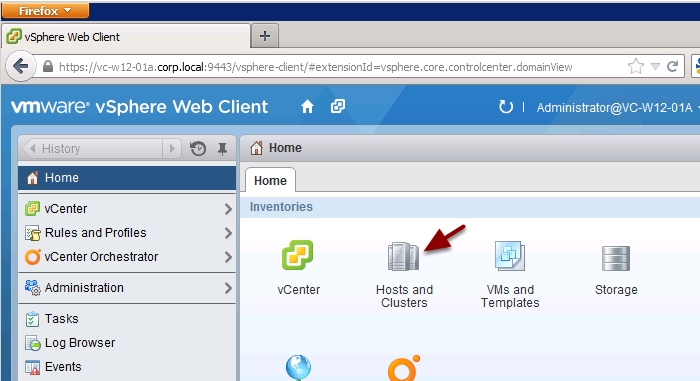 Firefox
vSphere Web Client
https://vc-w12-01a.corp.local:9443/vsphere-client/#extensionId=vsphere.core.controlcenter.domainView
vmware® vSphere Web Client
Administrator@VC-W12-01A
History
Home
Home
Home
Inventories
vCenter
Rules and Profiles
vCenter Orchestrator
Administration
Tasks
Log Browser
Events
vCenter
Hosts and
Clusters
VMs and
Templates
Storage